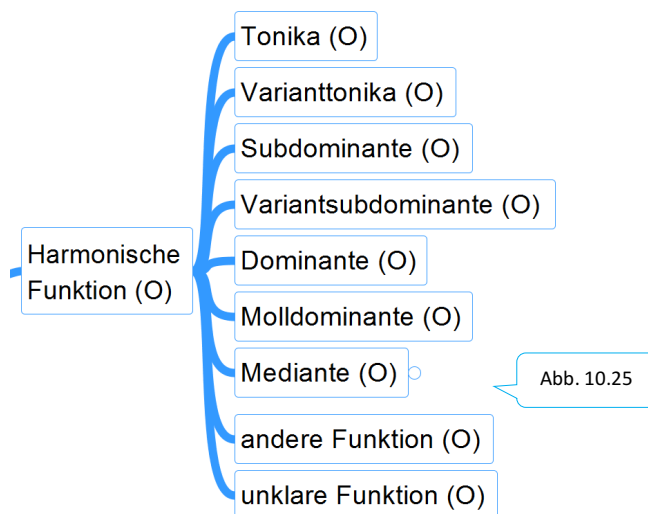 Tonika (O)
Varianttonika (O)
Subdominante (O)
Variantsubdominante (O)
Harmonische
Funktion (O)
Dominante (O)
Molldominante (O)
Mediante (O)
Abb. 10.25
andere Funktion (O)
unklare Funktion (O)